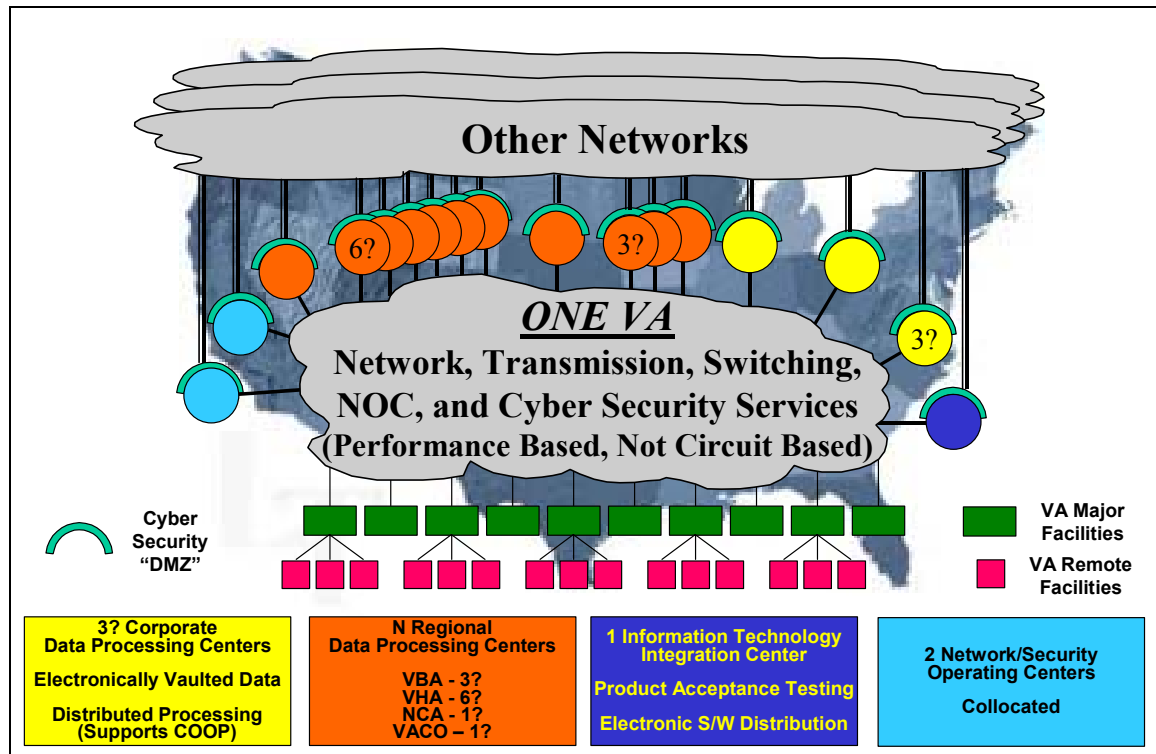 Other Networks
6?
3?
3?
ONE VA
Network, Transmission, Switching,
NOC, and Cyber Security Services
(Performance Based, Not Circuit Based)
Cyber
Security
“DMZ”
VA Major
Facilities
VA Remote
Facilities
3? Corporate
Data Processing Centers
Electronically Vaulted Data
Distributed Processing
(Supports COOP)
N Regional
Data Processing Centers
VBA - 3?
VHA - 6?
NCA - 1?
VACO – 1?
1 Information Technology
Integration Center
Product Acceptance Testing
Electronic S/W Distribution
2 Network/Security
Operating Centers
Collocated